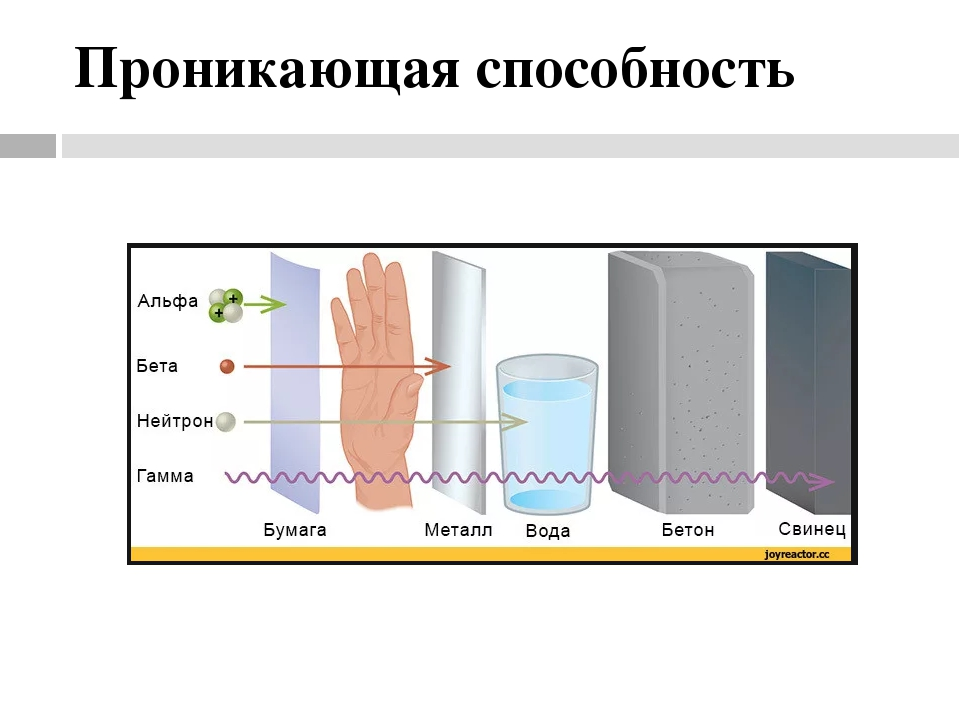 Проникающая способность
Альфа
+
+
Бета
Нейтрон
Гамма
Бумага Металл Вода Бетон Свинец
joyreactor.cc